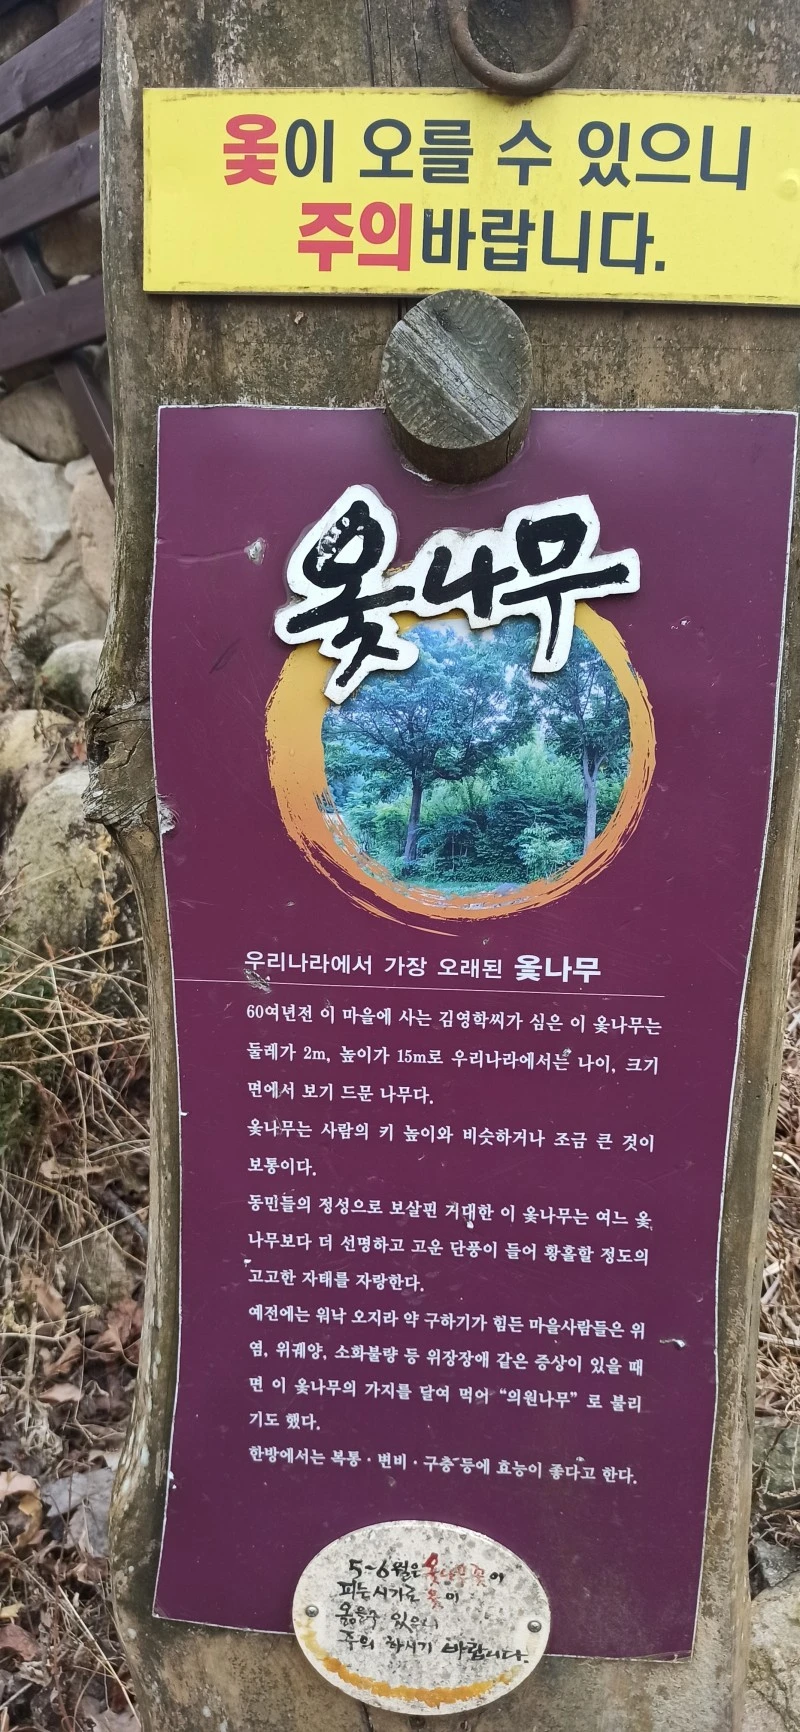 옻이 오를 수 있으니
주의바랍니다.
옻나무
우리나라에서 가장 오래된 옻나무
60여년전 이 마을에 사는 김영학씨가 심은 이 옻나무는
둘레가 2m, 높이가 15m로 우리나라에서는 나이, 크기
면에서 보기 드문 나무다.
옻나무는 사람의 키 높이와 비슷하거나 조금 큰 것이
보통이다.
동민들의 정성으로 보살핀 거대한 이 옻나무는 여느 옻
나무보다 더 선명하고 고운 단풍이 들어 황홀할 정도의
고고한 자태를 자랑한다.
예전에는 워낙 오지라 약 구하기가 힘든 마을사람들은 위
염, 위궤양, 소화불량 등 위장장애 같은 증상이 있을 때
면 이 옻나무의 가지를 달여 먹어 “의원나무” 로 불리
기도 했다.
한방에서는 복통·변비·구충 등에 효능이 좋다고 한다.
5~6월은 옻나무꽃이
피는시기로 옻이
옮을수 있으니
주의 하시기 바랍니다.